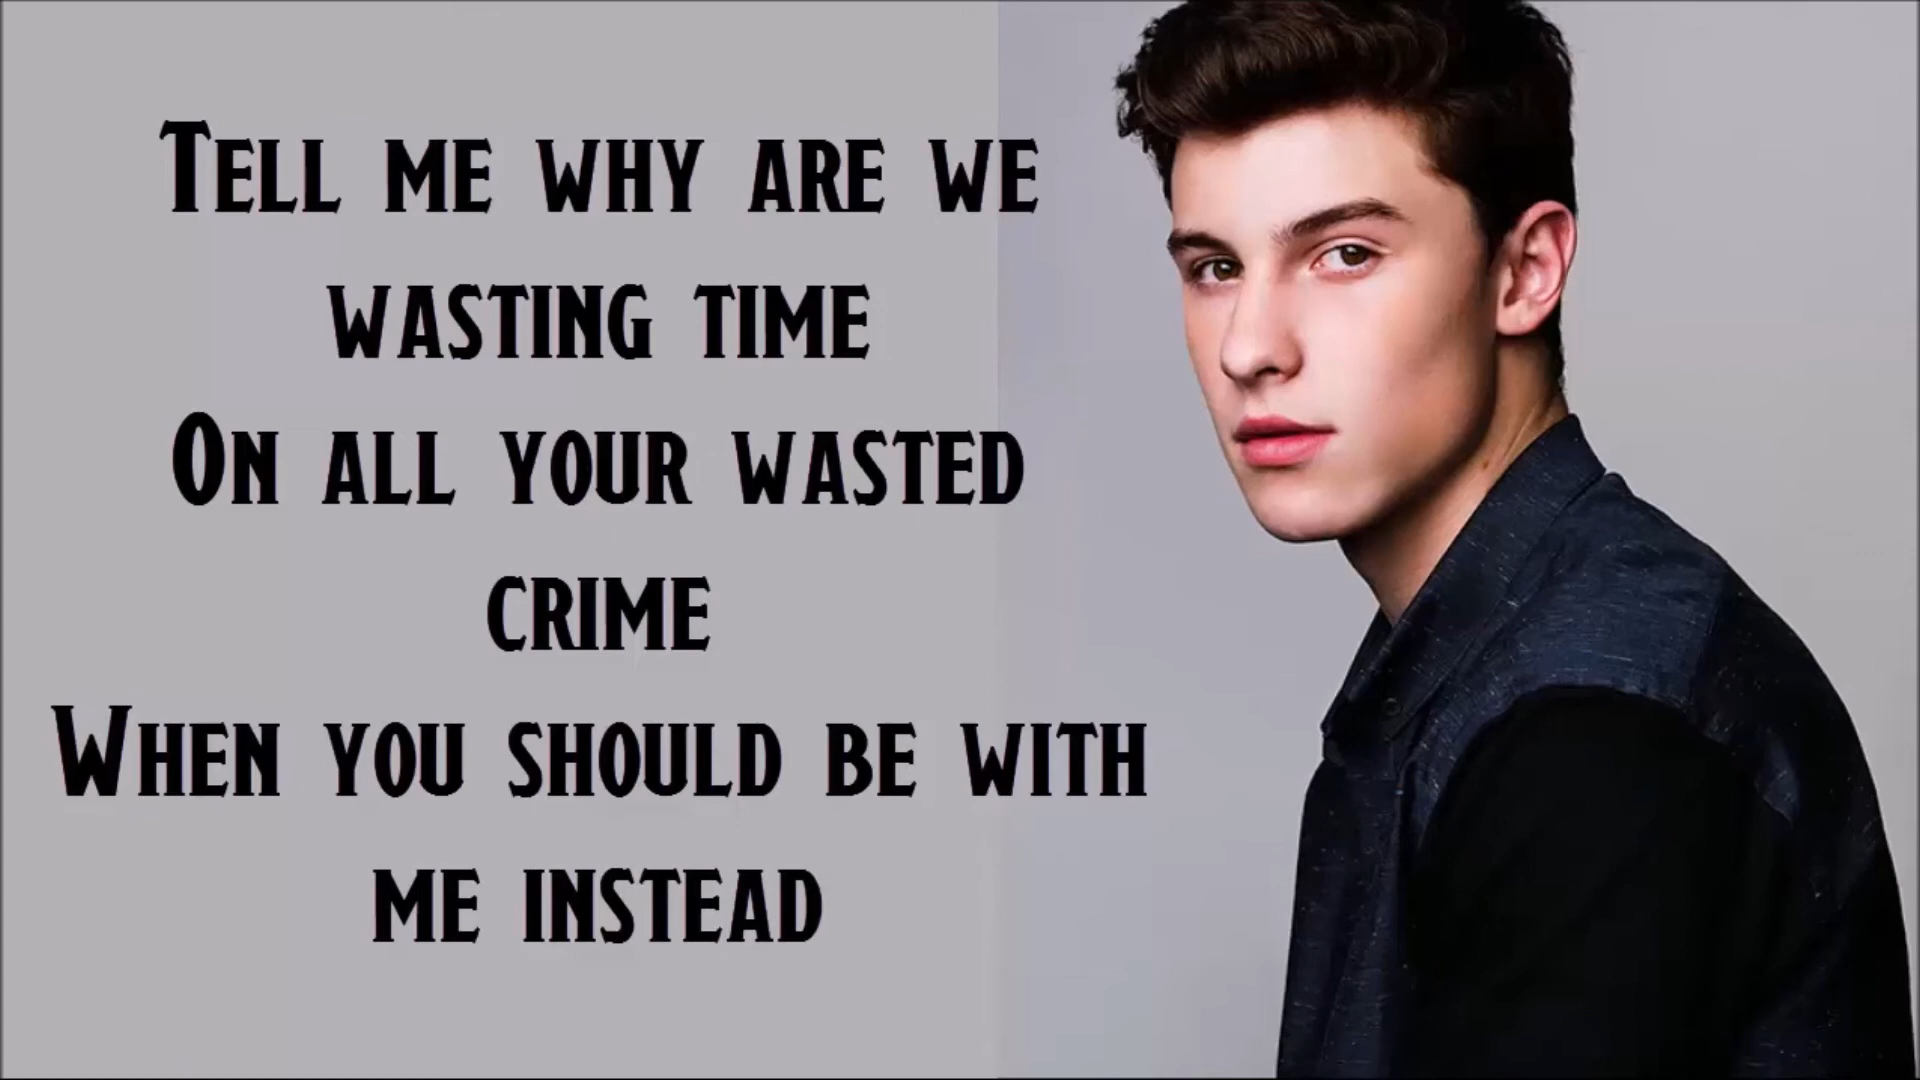 Tell me why are we
wasting time
On all your wasted
crime
When you should be with
me instead